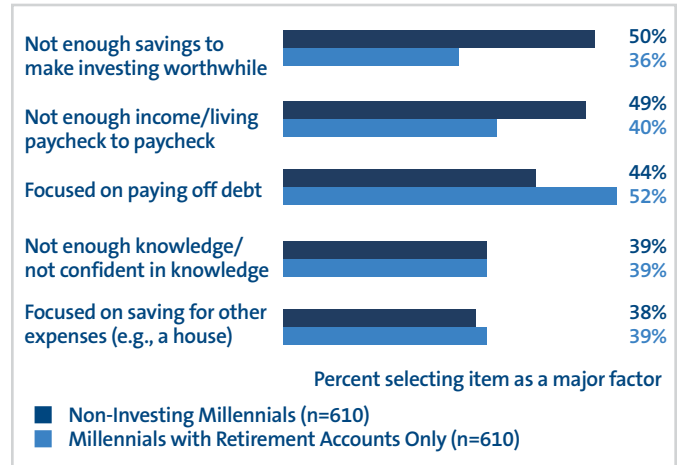 Not enough savings to
make investing worthwhile
50%
36%
Not enough income/living
paycheck to paycheck
49%
40%
Focused on paying off debt
44%
52%
Not enough knowledge/
not confident in knowledge
39%
39%
Focused on saving for other
expenses (e.g., a house)
38%
39%
Percent selecting item as a major factor
Non-Investing Millennials (n=610)
Millennials with Retirement Accounts Only (n=610)